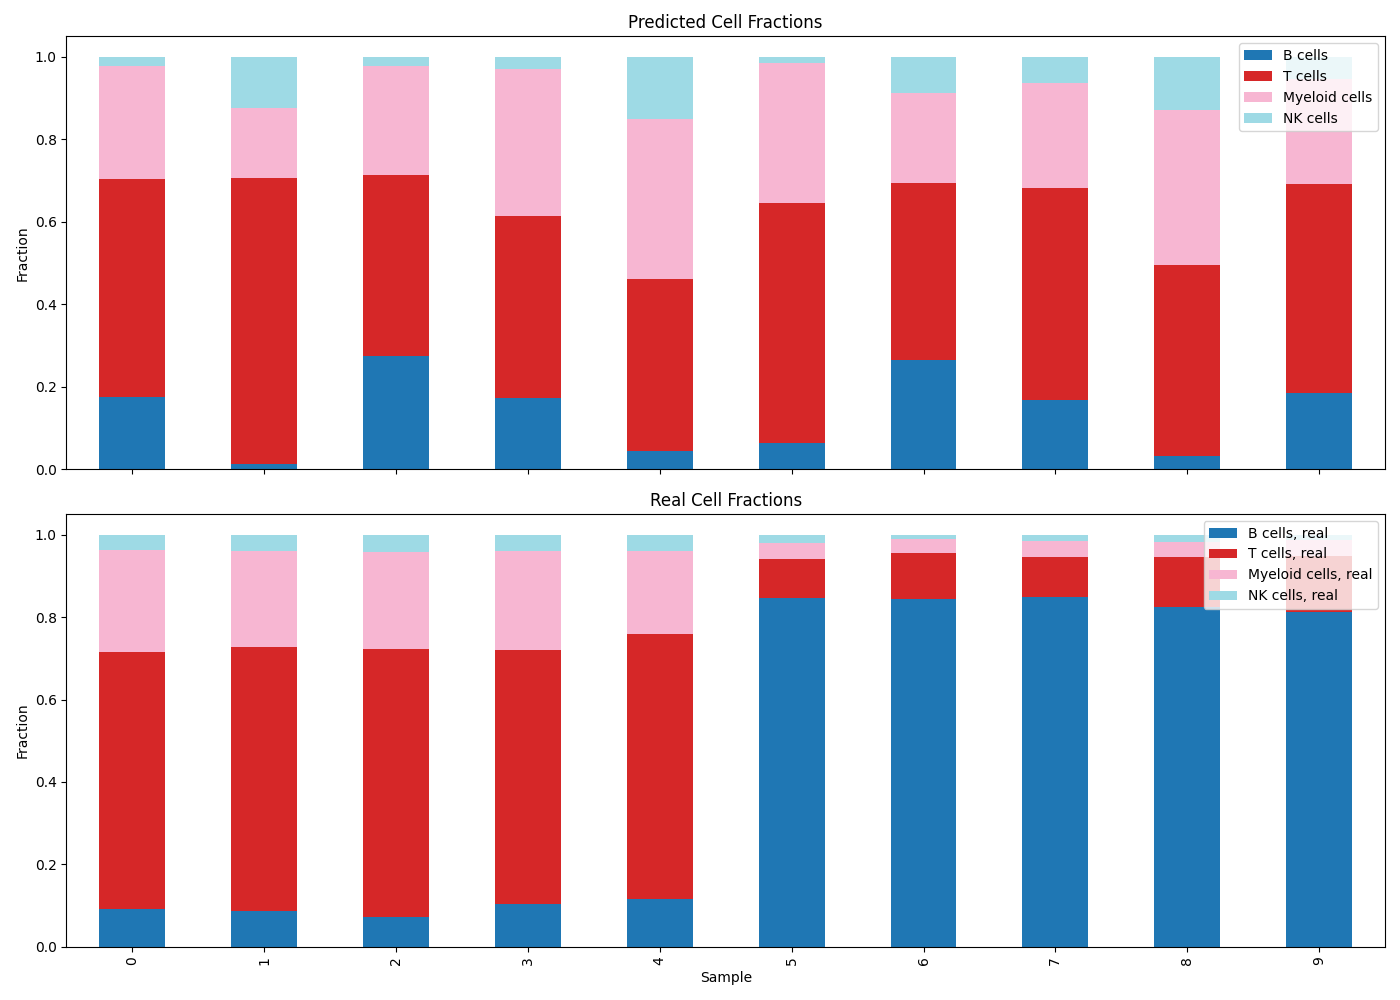 Predicted Cell Fractions
1.0
0.8
0.6
0.4
0.2
0.0
Fraction
B cells
T cells
Myeloid cells
NK cells
Real Cell Fractions
1.0
0.8
0.6
0.4
0.2
0.0
Fraction
B cells, real
T cells, real
Myeloid cells, real
NK cells, real
0 1 2 3 4 5 6 7 8 9
Sample